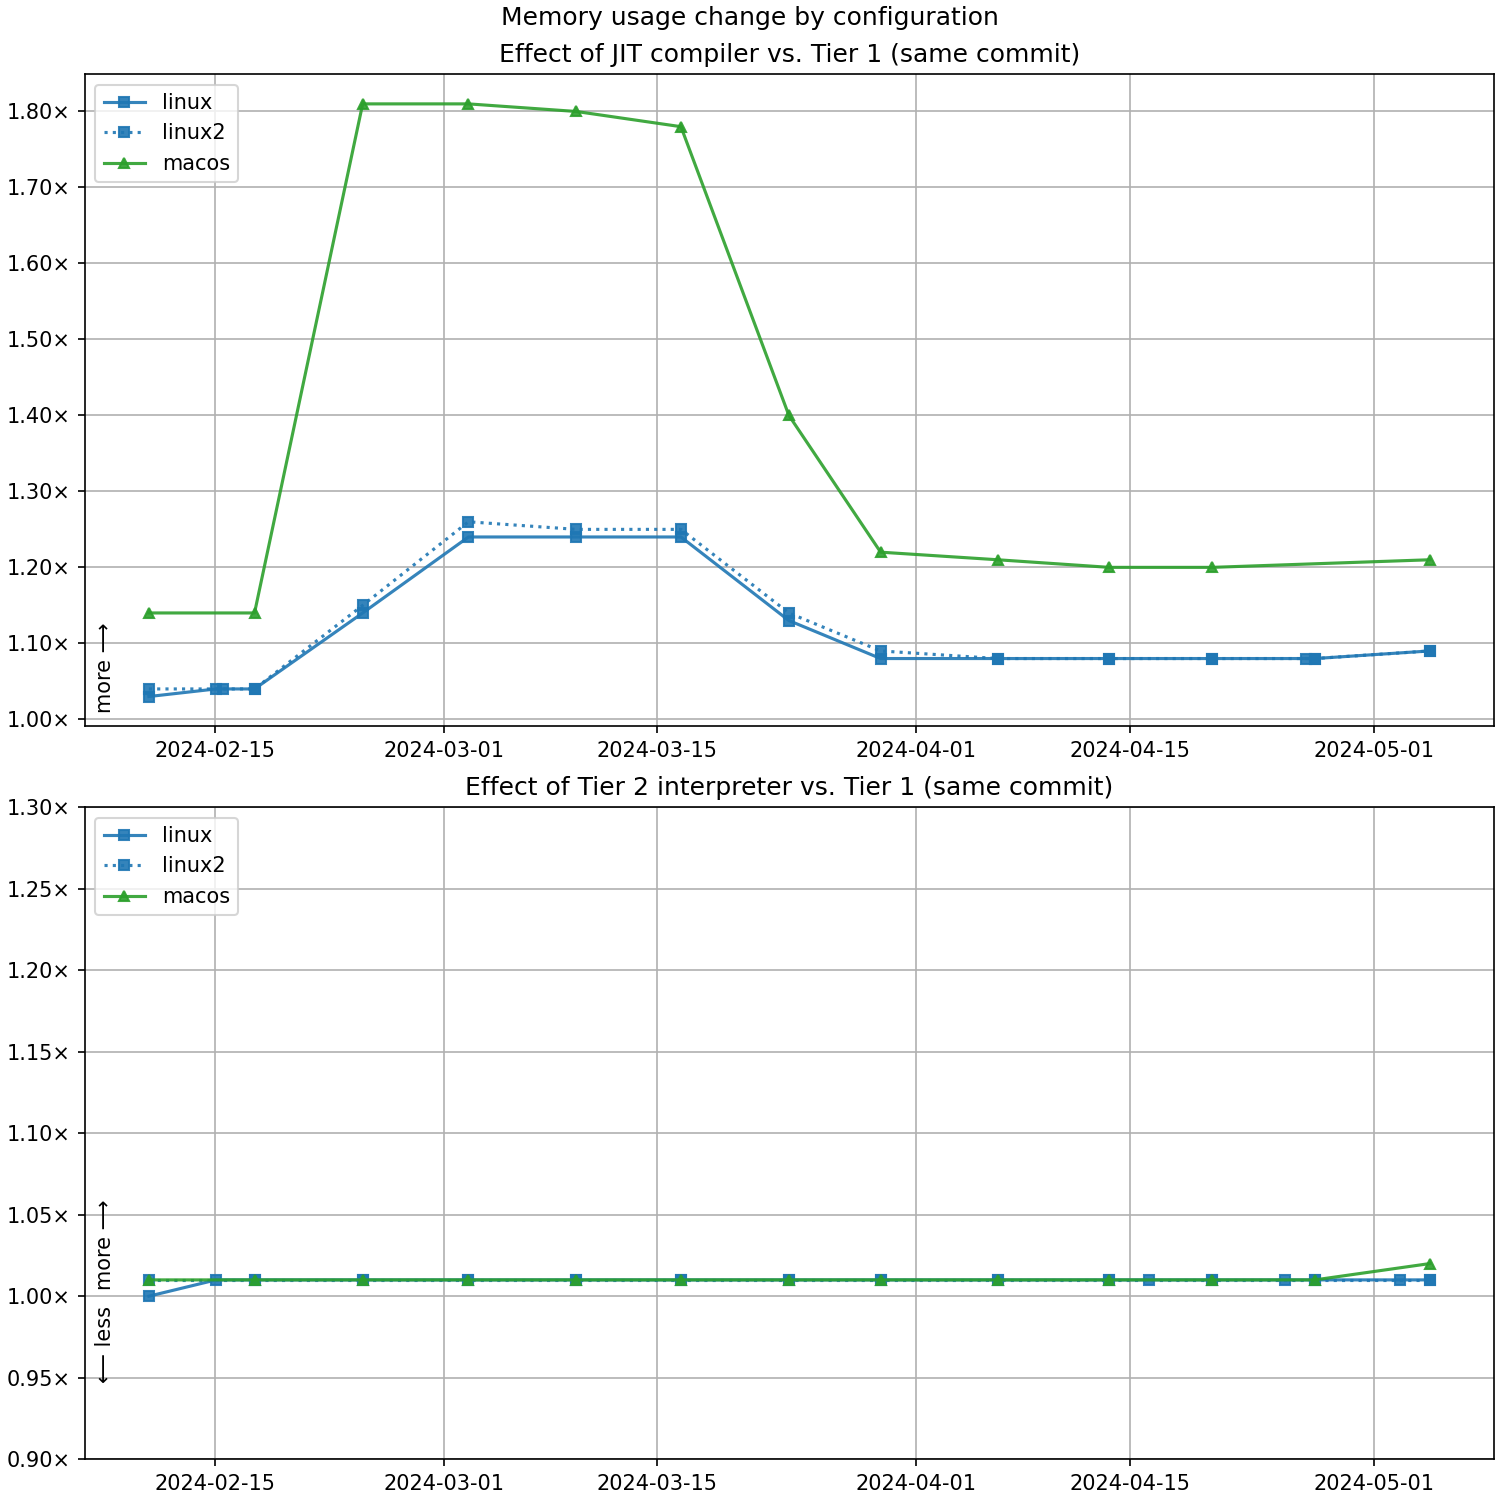 Memory usage change by configuration
Effect of JIT compiler vs. Tier 1 (same commit)
linux
linux2
macos
1.80×
1.70×
1.60×
1.50×
1.40×
1.30×
1.20×
1.10×
1.00×
more ⟶
2024-02-15
2024-03-01
2024-03-15
2024-04-01
2024-04-15
2024-05-01
Effect of Tier 2 interpreter vs. Tier 1 (same commit)
linux
linux2
macos
1.30×
1.25×
1.20×
1.15×
1.10×
1.05×
1.00×
0.95×
0.90×
more ⟶
⟵ less
2024-02-15
2024-03-01
2024-03-15
2024-04-01
2024-04-15
2024-05-01